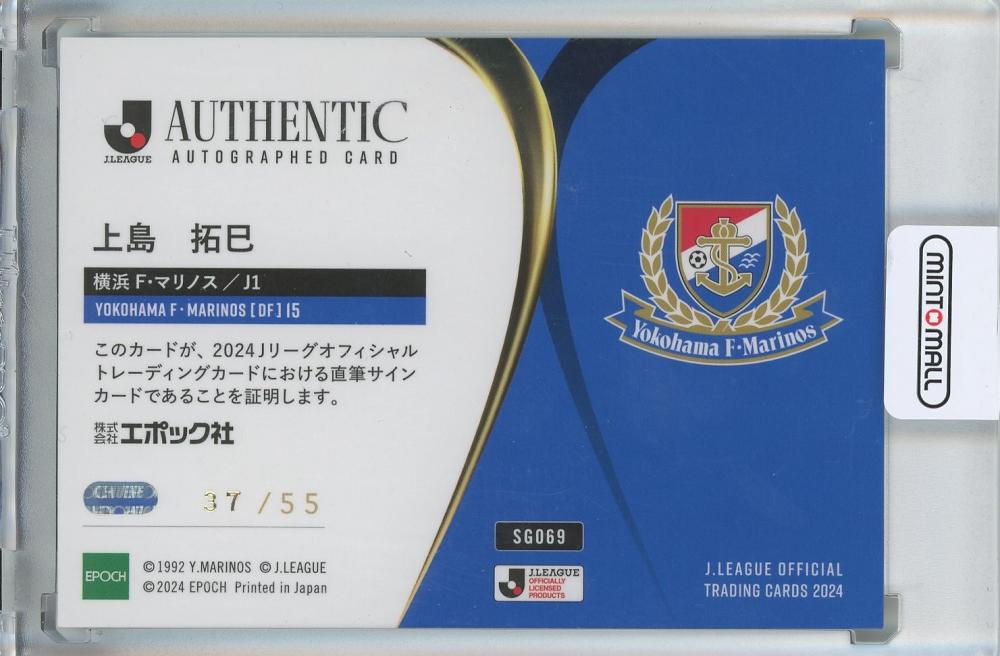 J.LEAGUE
AUTHENTIC
AUTOGRAPHED CARD
上島 拓巳
横浜 F・マリノス／J1
YOKOHAMA F・MARINOS [DF] 15
このカードが、2024Jリーグオフィシャル
トレーディングカードにおける直筆サイン
カードであることを証明します。
株式会社エポック社
37/55
EPOCH
©1992 Y.MARINOS ©J.LEAGUE
©2024 EPOCH Printed in Japan
Yokohama F・Marinos
SG069
J.LEAGUE
OFFICIALLY
LICENSED
PRODUCTS
J.LEAGUE OFFICIAL
TRADING CARDS 2024
MINT MALL